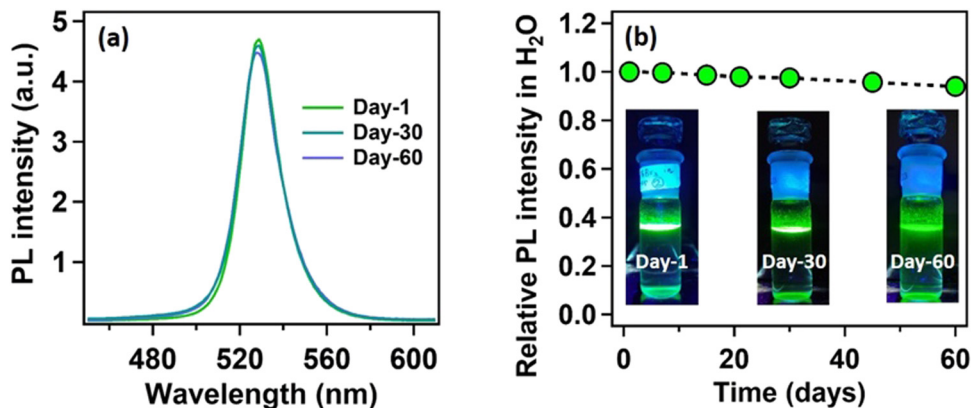 (a)
PL intensity (a.u.)
5
4
3
2
1
Day-1
Day-30
Day-60
480 520 560 600
Wavelength (nm)
(b)
Relative PL intensity in H₂O
1.2
1.0
0.8
0.6
0.4
0.2
0.0
Day-1 Day-30 Day-60
0 20 40 60
Time (days)